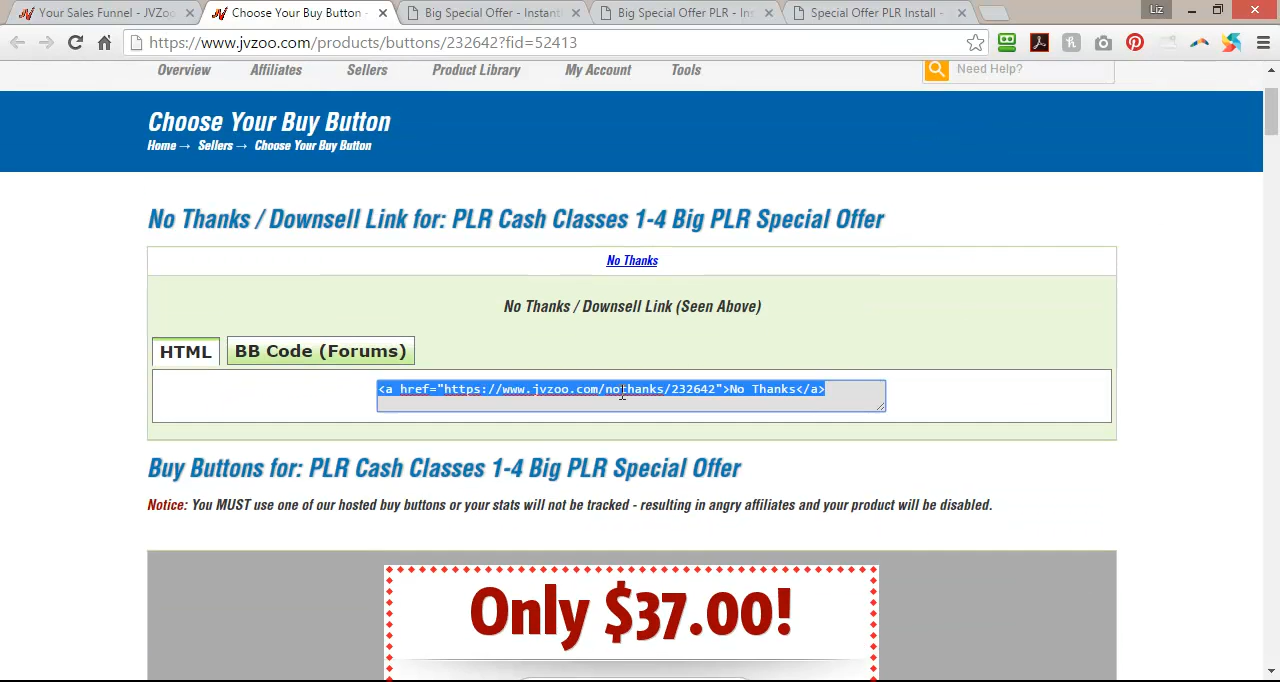 Your Sales Funnel - JVZoo
Choose Your Buy Button -
Big Special Offer - Instant
Big Special Offer PLR - Ins
Special Offer PLR Install -
Liz
https://www.jvzoo.com/products/buttons/232642?fid=52413
Overview
Affiliates
Sellers
Product Library
My Account
Tools
Need Help?
Choose Your Buy Button
Home → Sellers → Choose Your Buy Button
No Thanks / Downsell Link for: PLR Cash Classes 1-4 Big PLR Special Offer
No Thanks
No Thanks / Downsell Link (Seen Above)
HTML
BB Code (Forums)
<a href="https://www.jvzoo.com/nothanks/232642">No Thanks</a>
Buy Buttons for: PLR Cash Classes 1-4 Big PLR Special Offer
Notice: You MUST use one of our hosted buy buttons or your stats will not be tracked - resulting in angry affiliates and your product will be disabled.
Only $37.00!